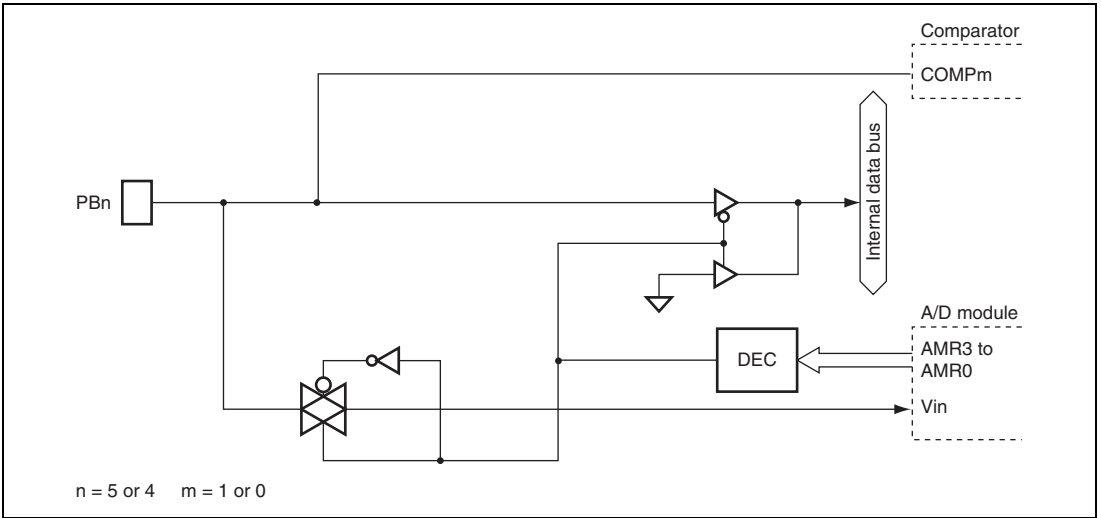 Comparator
COMPm
Internal data bus
PBn
A/D module
AMR3 to
AMR0
DEC
Vin
n = 5 or 4 m = 1 or 0